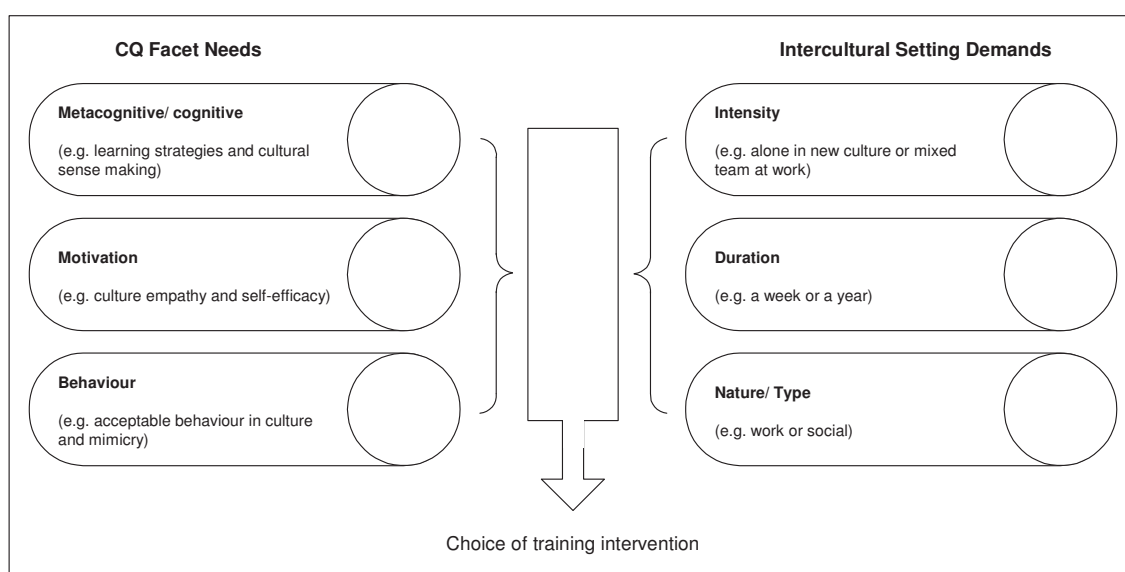 CQ Facet Needs
Metacognitive/ cognitive
(e.g. learning strategies and cultural
sense making)
Motivation
(e.g. culture empathy and self-efficacy)
Behaviour
(e.g. acceptable behaviour in culture
and mimicry)
Intercultural Setting Demands
Intensity
(e.g. alone in new culture or mixed
team at work)
Duration
(e.g. a week or a year)
Nature/ Type
(e.g. work or social)
Choice of training intervention